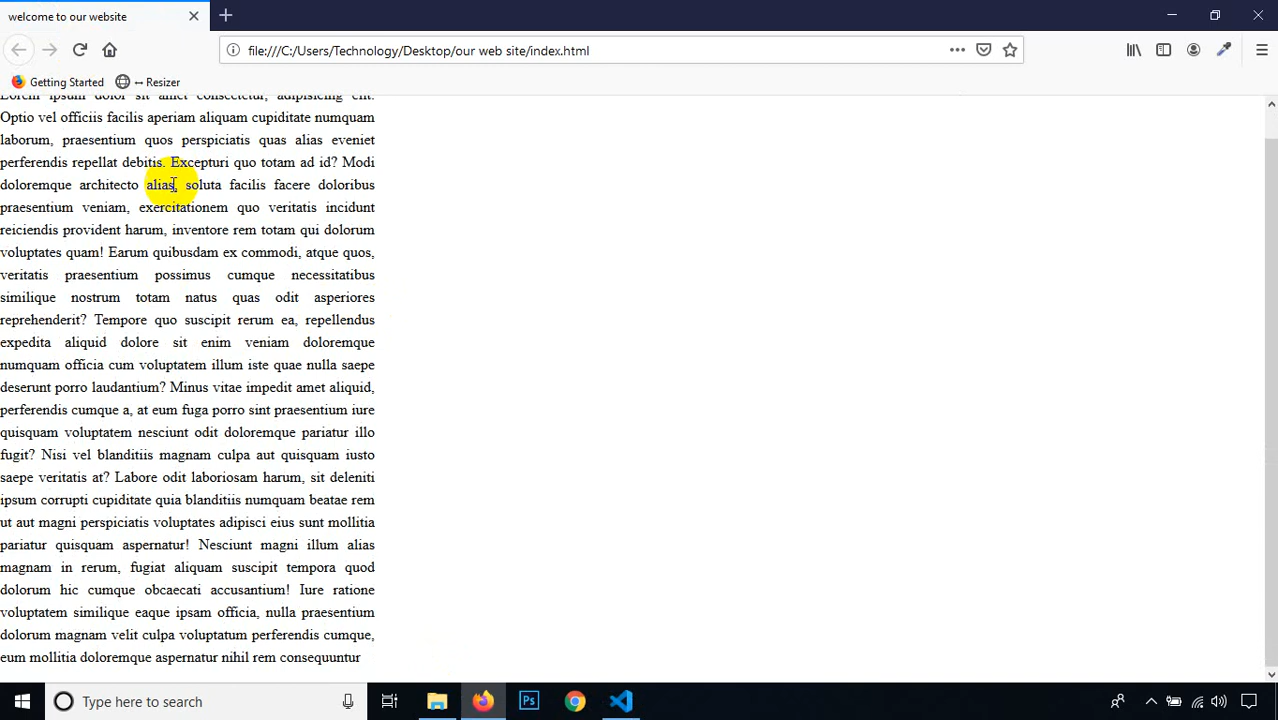 welcome to our website
file:///C:/Users/Technology/Desktop/our web site/index.html
Getting Started
↔ Resizer
Lorem ipsum dolor sit amet consectetur, adipisicing elit.
Optio vel officiis facilis aperiam aliquam cupiditate numquam
laborum, praesentium quos perspiciatis quas alias eveniet
perferendis repellat debitis. Excepturi quo totam ad id? Modi
doloremque architecto alias, soluta facilis facere doloribus
praesentium veniam, exercitationem quo veritatis incidunt
reiciendis provident harum, inventore rem totam qui dolorum
voluptates quam! Earum quibusdam ex commodi, atque quos,
veritatis praesentium possimus cumque necessitatibus
similique nostrum totam natus quas odit asperiores
reprehenderit? Tempore quo suscipit rerum ea, repellendus
expedita aliquid dolore sit enim veniam doloremque
numquam officia cum voluptatem illum iste quae nulla saepe
deserunt porro laudantium? Minus vitae impedit amet aliquid,
perferendis cumque a, at eum fuga porro sint praesentium iure
quisquam voluptatem nesciunt odit doloremque pariatur illo
fugit? Nisi vel blanditiis magnam culpa aut quisquam iusto
saepe veritatis at? Labore odit laboriosam harum, sit deleniti
ipsum corrupti cupiditate quia blanditiis numquam beatae rem
ut aut magni perspiciatis voluptates adipisci eius sunt mollitia
pariatur quisquam aspernatur! Nesciunt magni illum alias
magnam in rerum, fugiat aliquam suscipit tempora quod
dolorum hic cumque obcaecati accusantium! Iure ratione
voluptatem similique eaque ipsam officia, nulla praesentium
dolorum magnam velit culpa voluptatum perferendis cumque,
eum mollitia doloremque aspernatur nihil rem consequuntur
Type here to search
Ps